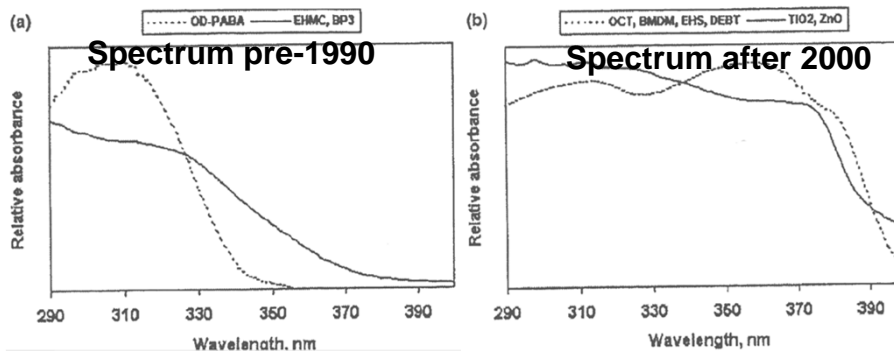 (a)
OD-PABA EHMC, BP3
Spectrum pre-1990
Relative absorbance
290 310 330 350 370 390
Wavelength, nm
(b)
OCT, BMDM, EHS, DEBT TIO2, ZnO
Spectrum after 2000
Relative absorbance
290 310 330 350 370 390
Wavelength, nm